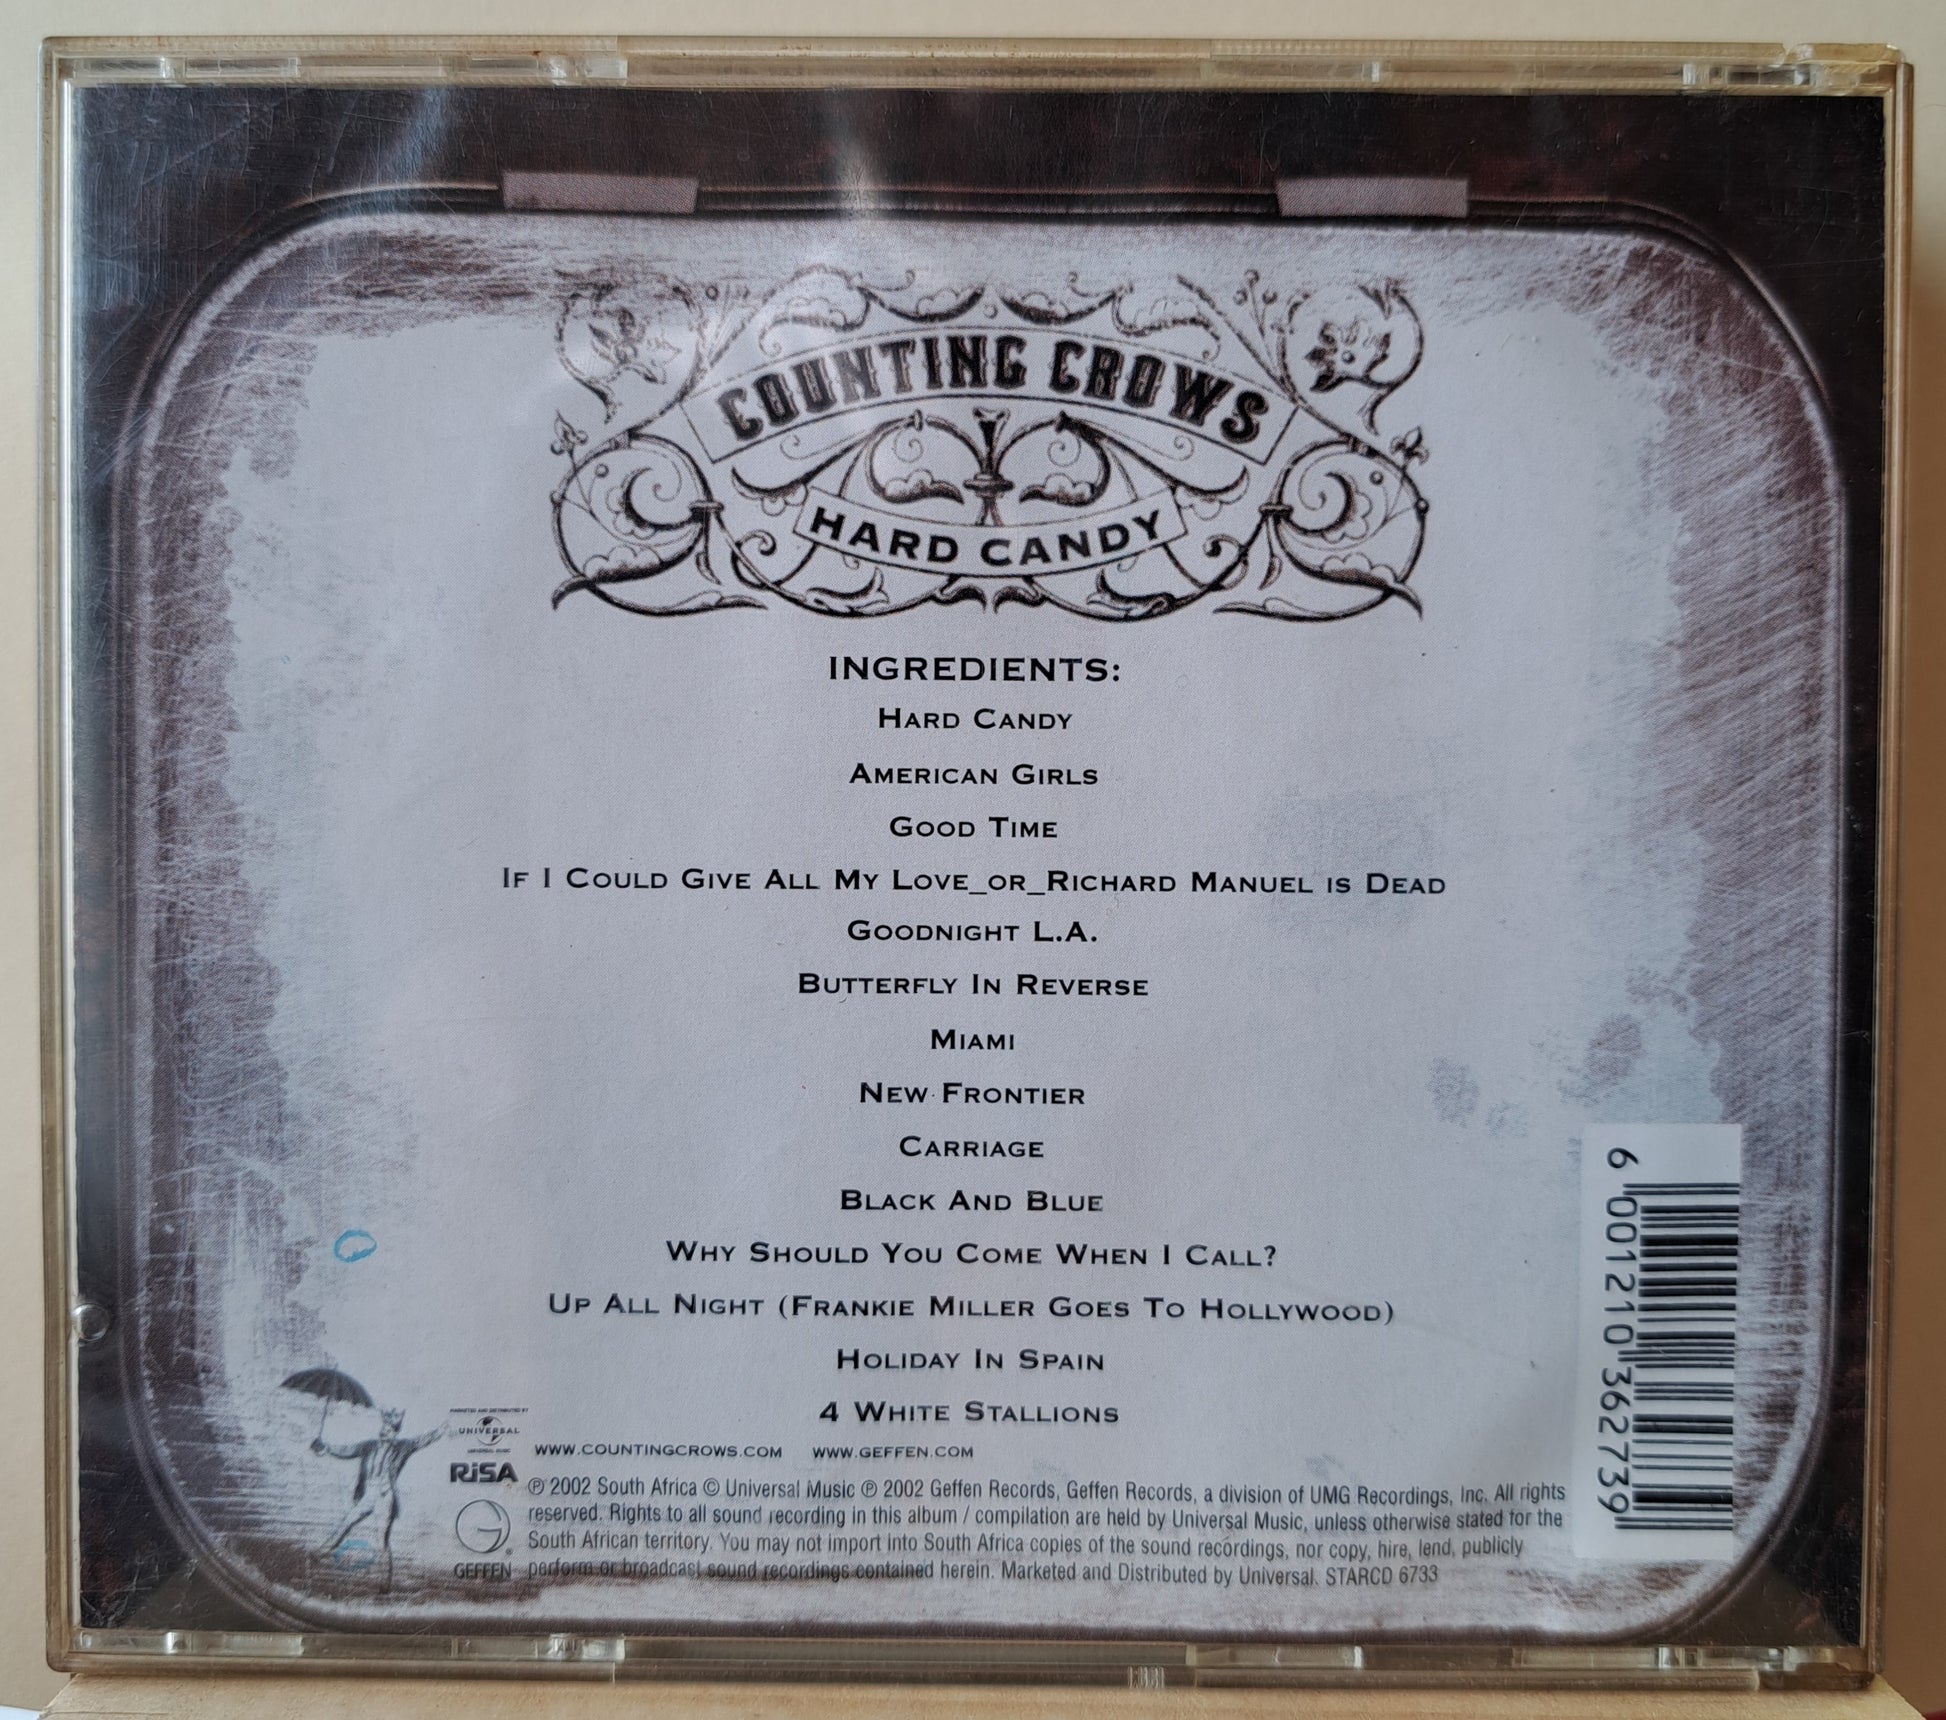 COUNTING CROWS
HARD CANDY
INGREDIENTS:
HARD CANDY
AMERICAN GIRLS
GOOD TIME
IF I COULD GIVE ALL MY LOVE_OR_RICHARD MANUEL IS DEAD
GOODNIGHT L.A.
BUTTERFLY IN REVERSE
MIAMI
NEW FRONTIER
CARRIAGE
BLACK AND BLUE
WHY SHOULD YOU COME WHEN I CALL?
UP ALL NIGHT (FRANKIE MILLER GOES TO HOLLYWOOD)
HOLIDAY IN SPAIN
4 WHITE STALLIONS
MARKETED AND DISTRIBUTED BY
UNIVERSAL
UNIVERSAL MUSIC
WWW.COUNTINGCROWS.COM WWW.GEFFEN.COM
RiSA
℗ 2002 South Africa © Universal Music ℗ 2002 Geffen Records, Geffen Records, a division of UMG Recordings, Inc. All rights
reserved. Rights to all sound recording in this album / compilation are held by Universal Music, unless otherwise stated for the
South African territory. You may not import into South Africa copies of the sound recordings, nor copy, hire, lend, publicly
perform or broadcast sound recordings contained herein. Marketed and Distributed by Universal. STARCD 6733
G
GEFFEN
6 001210 362739